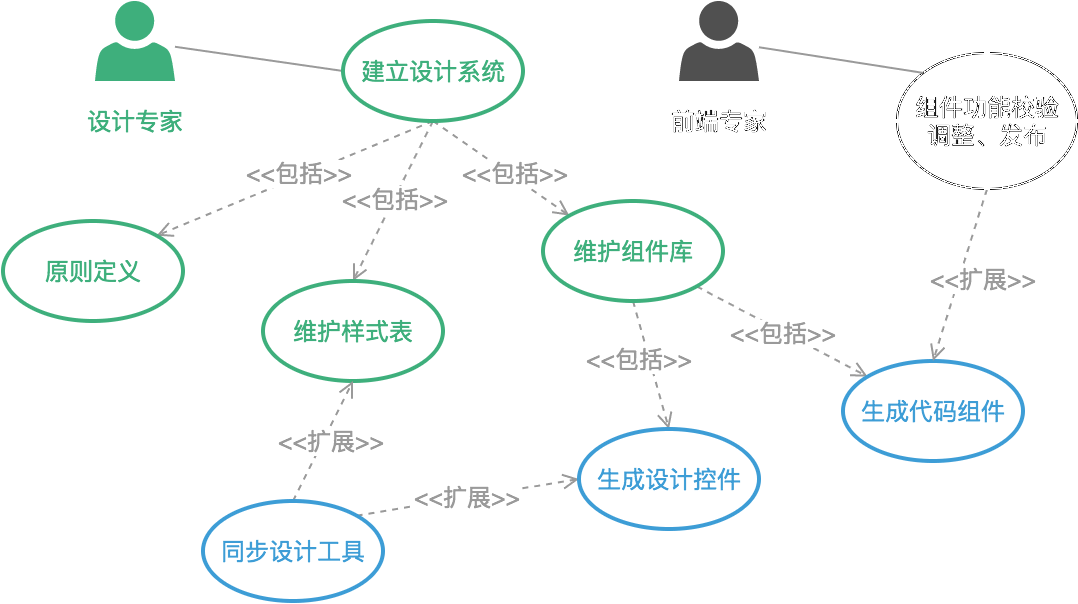 建立设计系统
设计专家
前端专家
组件功能校验
调整、发布
<<包括>>
<<包括>>
<<包括>>
原则定义
维护组件库
<<扩展>>
维护样式表
<<包括>>
<<包括>>
生成代码组件
<<扩展>>
生成设计控件
<<扩展>>
同步设计工具